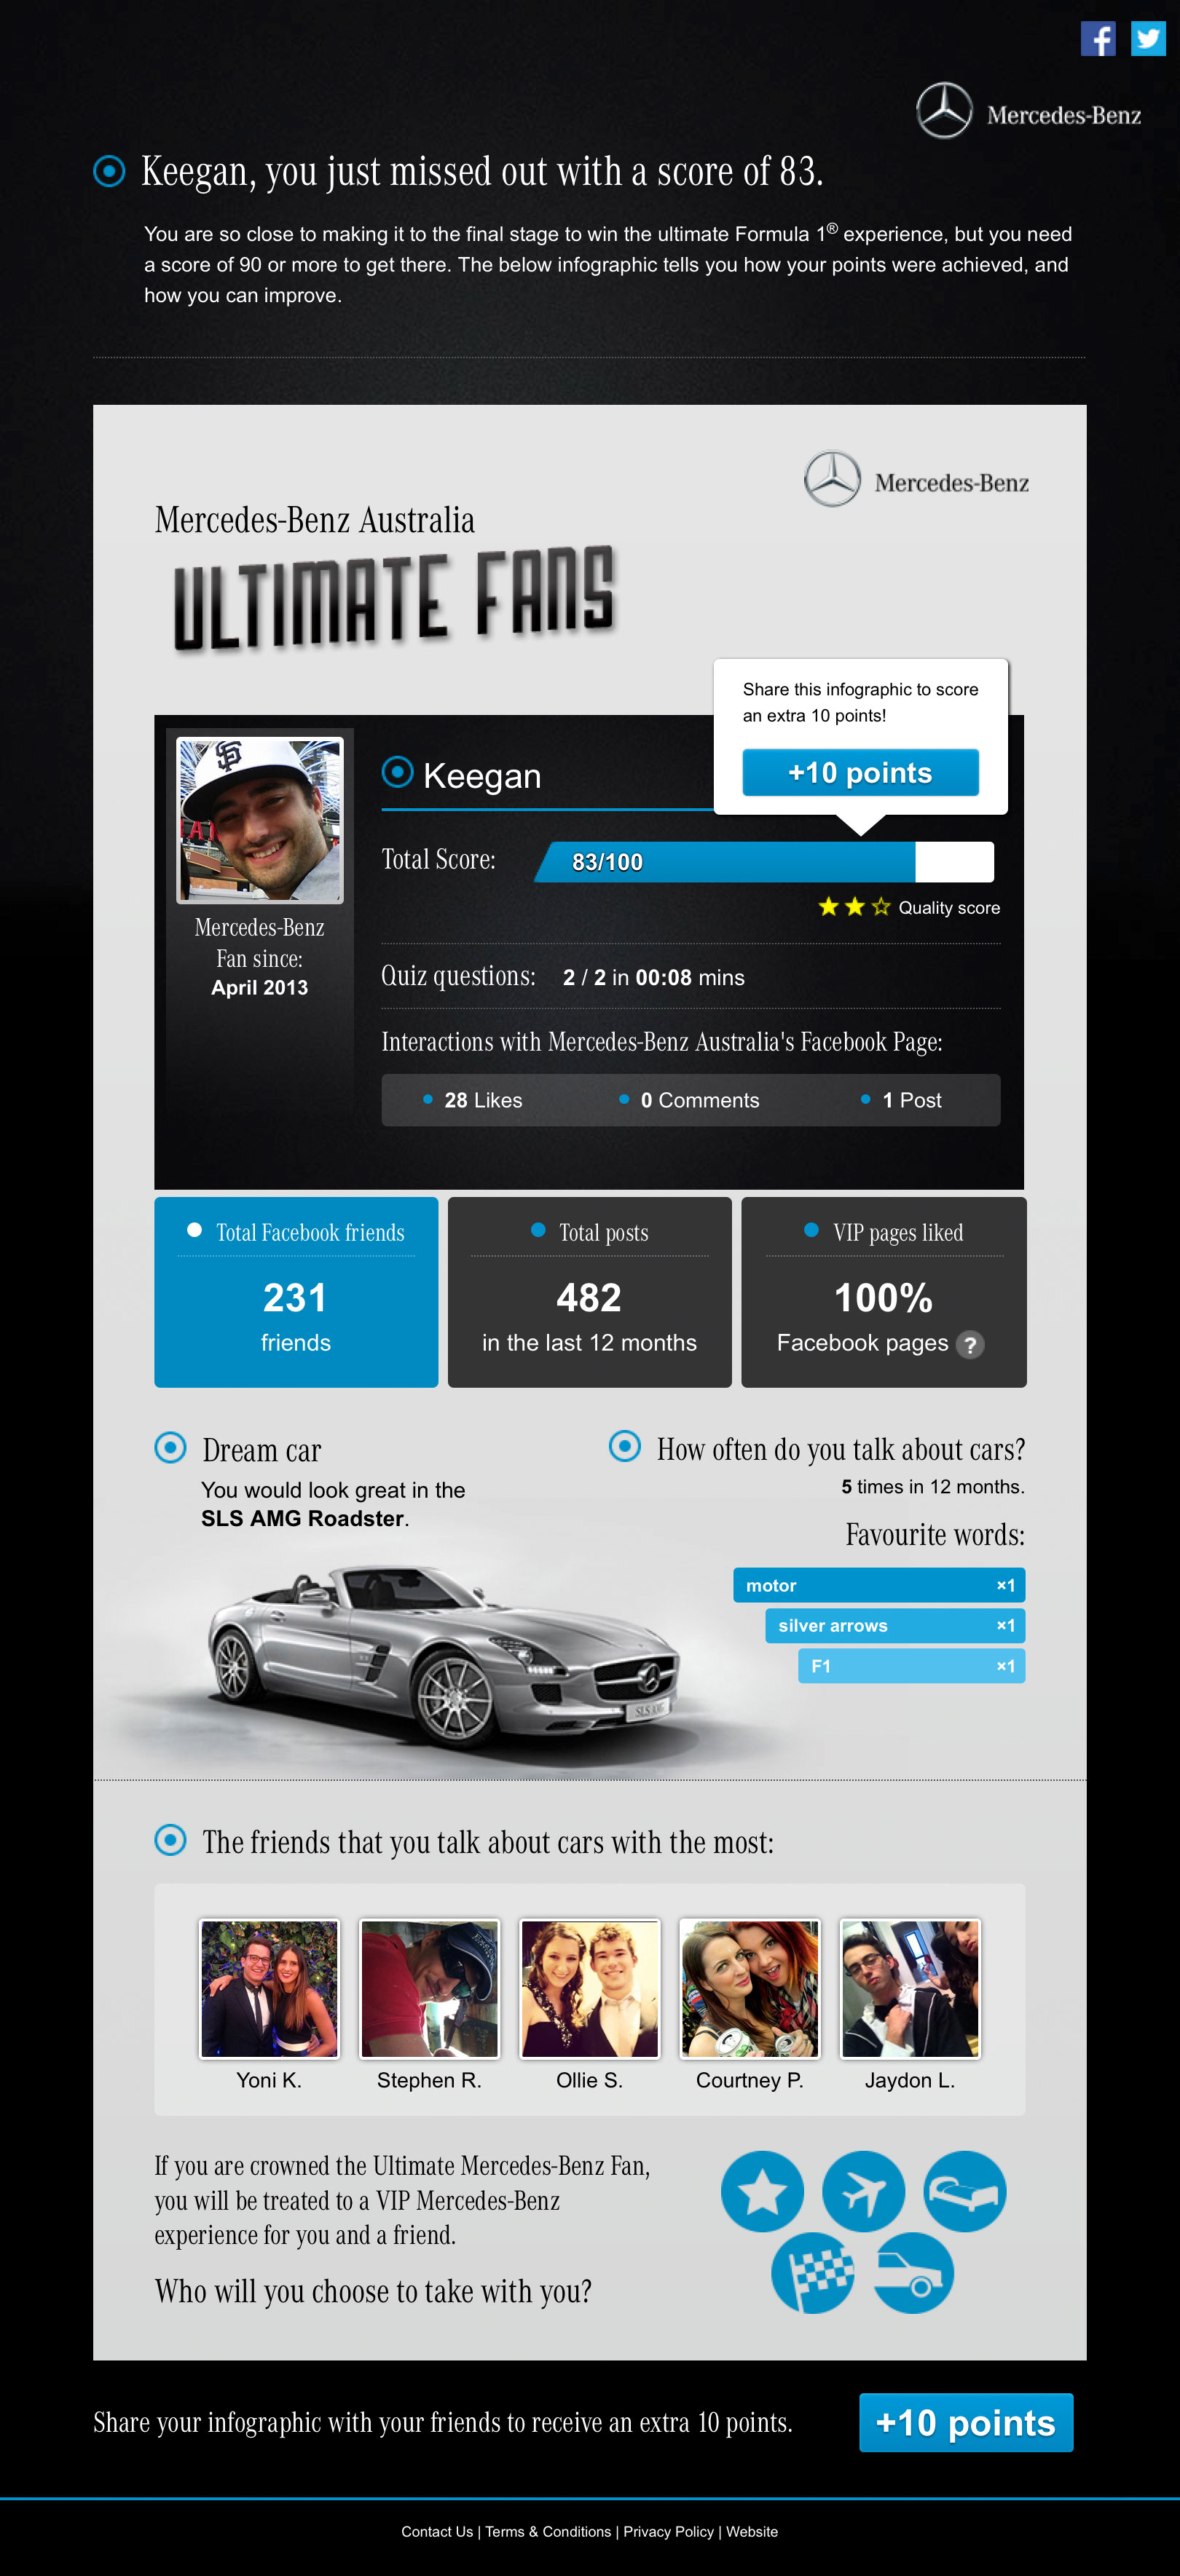 Mercedes-Benz
Keegan, you just missed out with a score of 83.
You are so close to making it to the final stage to win the ultimate Formula 1® experience, but you need
a score of 90 or more to get there. The below infographic tells you how your points were achieved, and
how you can improve.
Mercedes-Benz
Mercedes-Benz Australia
ULTIMATE FANS
Share this infographic to score
an extra 10 points!
+10 points
Keegan
Total Score: 83/100
Quality score
Mercedes-Benz
Fan since:
April 2013
Quiz questions: 2 / 2 in 00:08 mins
Interactions with Mercedes-Benz Australia's Facebook Page:
28 Likes 0 Comments 1 Post
Total Facebook friends
231
friends
Total posts
482
in the last 12 months
VIP pages liked
100%
Facebook pages ?
Dream car
You would look great in the
SLS AMG Roadster.
SLS AMG
How often do you talk about cars?
5 times in 12 months.
Favourite words:
motor ×1
silver arrows ×1
F1 ×1
The friends that you talk about cars with the most:
Yoni K. Stephen R. Ollie S. Courtney P. Jaydon L.
If you are crowned the Ultimate Mercedes-Benz Fan,
you will be treated to a VIP Mercedes-Benz
experience for you and a friend.
Who will you choose to take with you?
Share your infographic with your friends to receive an extra 10 points.
+10 points
Contact Us | Terms & Conditions | Privacy Policy | Website